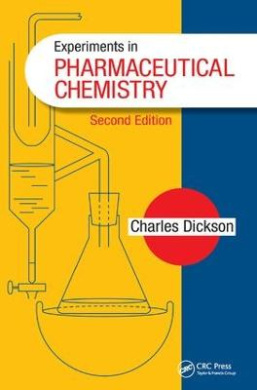 Experiments in
PHARMACEUTICAL
CHEMISTRY
Second Edition
Charles Dickson
CRC Press
Taylor & Francis Group